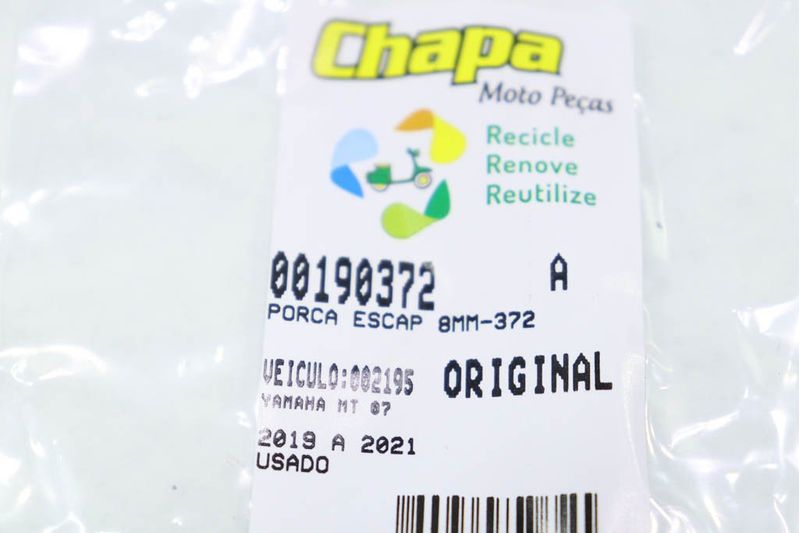 Chapa
Moto Peças
Recicle
Renove
Reutilize
00190372 A
PORCA ESCAP 8MM-372
VEICULO:002195 ORIGINAL
YAMAHA MT 07
2019 A 2021
USADO